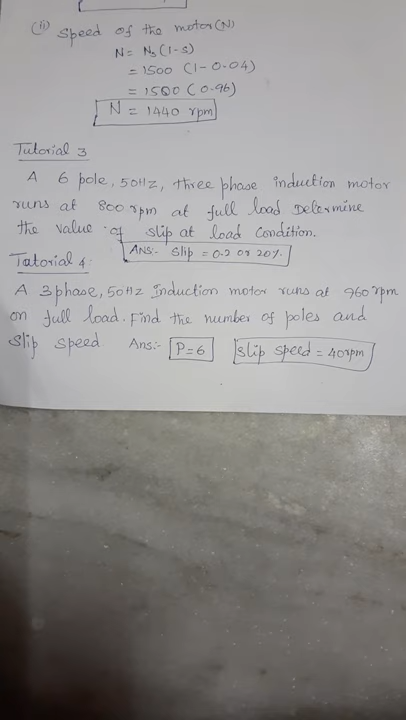 (ii) Speed of the motor (N)
N = Ns (1-s)
= 1500 (1-0.04)
= 1500 (0.96)
N = 1440 rpm
Tutorial 3
A 6 pole, 50Hz, three phase induction motor
runs at 800 rpm at full load Determine
the value of slip at load condition.
Ans:- Slip = 0.2 or 20%.
Tutorial 4
A 3phase, 50Hz Induction motor runs at 960 rpm
on full load. Find the number of poles and
slip speed Ans:- P=6 slip speed = 40rpm